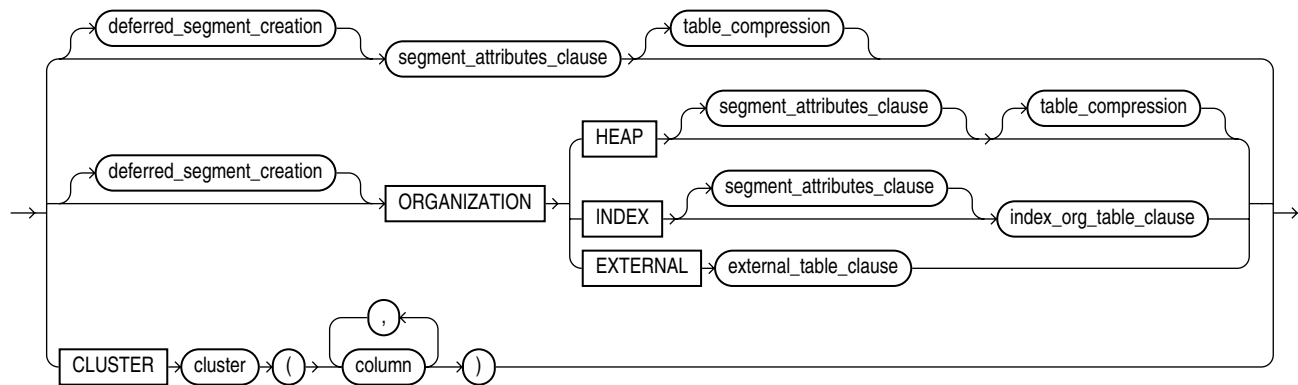 deferred_segment_creation table_compression
segment_attributes_clause
segment_attributes_clause table_compression
HEAP
deferred_segment_creation
segment_attributes_clause
ORGANIZATION
INDEX index_org_table_clause
EXTERNAL external_table_clause
,
CLUSTER cluster ( column )